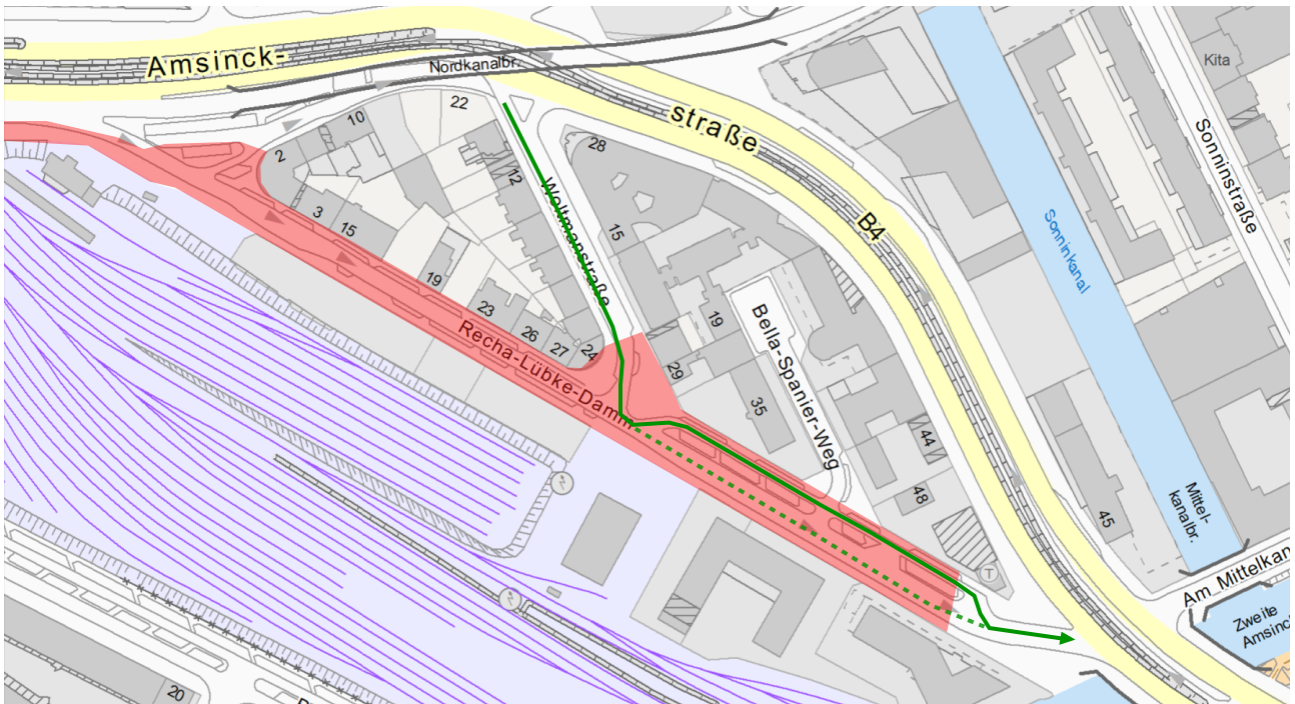 Amsinck-
straße
B4
Nordkanalbr.
22
10
2
3
15
19
23
26
27
24
12
Woltmanstraße
28
15
19
29
35
Bella-Spanier-Weg
44
48
45
Recha-Lübke-Damm
Sonninkanal
Sonninstraße
Kita
Mittel-
kanalbr.
Am Mittelkan
Zweite
Amsinck
T
20